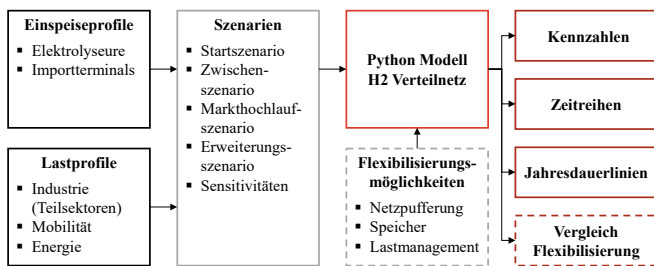 Einspeiseprofile
▪ Elektrolyseure
▪ Importterminals
Lastprofile
▪ Industrie
(Teilsektoren)
▪ Mobilität
▪ Energie
Szenarien
▪ Startszenario
▪ Zwischen-
szenario
▪ Markthochlauf-
szenario
▪ Erweiterungs-
szenario
▪ Sensitivitäten
Python Modell
H2 Verteilnetz
Flexibilisierungs-
möglichkeiten
▪ Netzpufferung
▪ Speicher
▪ Lastmanagement
Kennzahlen
Zeitreihen
Jahresdauerlinien
Vergleich
Flexibilisierung